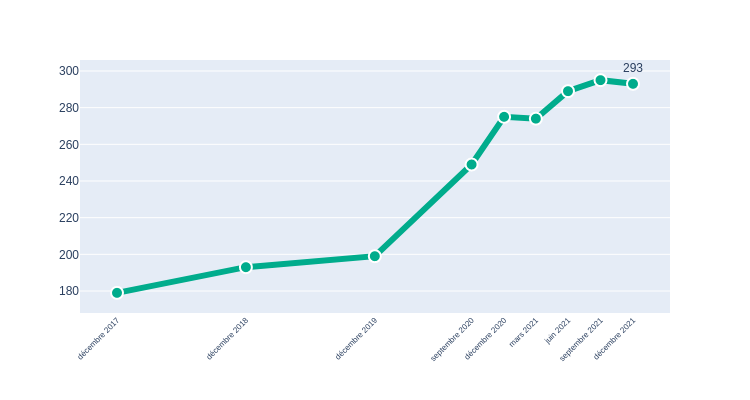 300
280
260
240
220
200
180
293
décembre 2017
décembre 2018
décembre 2019
septembre 2020
décembre 2020
mars 2021
juin 2021
septembre 2021
décembre 2021